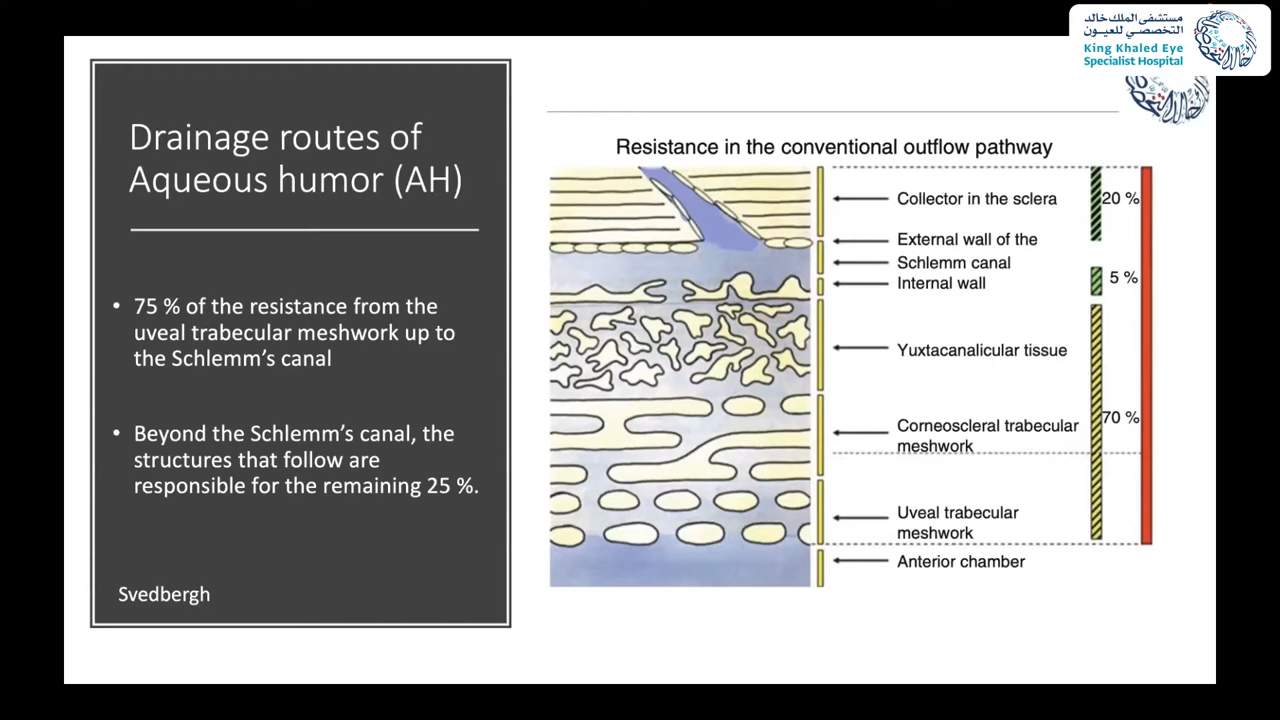 مستشفى الملك خالد
التخصصي للعيون
King Khaled Eye
Specialist Hospital
Drainage routes of
Aqueous humor (AH)
• 75 % of the resistance from the
uveal trabecular meshwork up to
the Schlemm’s canal
• Beyond the Schlemm’s canal, the
structures that follow are
responsible for the remaining 25 %.
Svedbergh
Resistance in the conventional outflow pathway
Collector in the sclera
20 %
External wall of the
Schlemm canal
5 %
Internal wall
Yuxtacanalicular tissue
Corneoscleral trabecular
meshwork
70 %
Uveal trabecular
meshwork
Anterior chamber